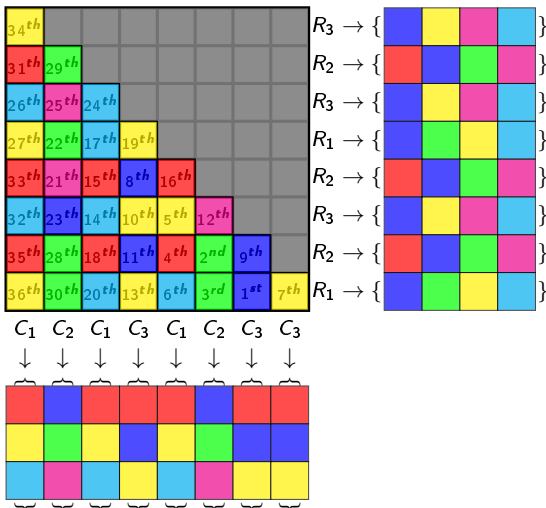 34th R3 → { }
31th 29th R2 → { }
26th 25th 24th R3 → { }
27th 22th 17th 19th R1 → { }
33th 21th 15th 8th 16th R2 → { }
32th 23th 14th 10th 5th 12th R3 → { }
35th 28th 18th 11th 4th 2nd 9th R2 → { }
36th 30th 20th 13th 6th 3rd 1st 7th R1 → { }
C1 C2 C1 C3 C1 C2 C3 C3
↓ ↓ ↓ ↓ ↓ ↓ ↓ ↓